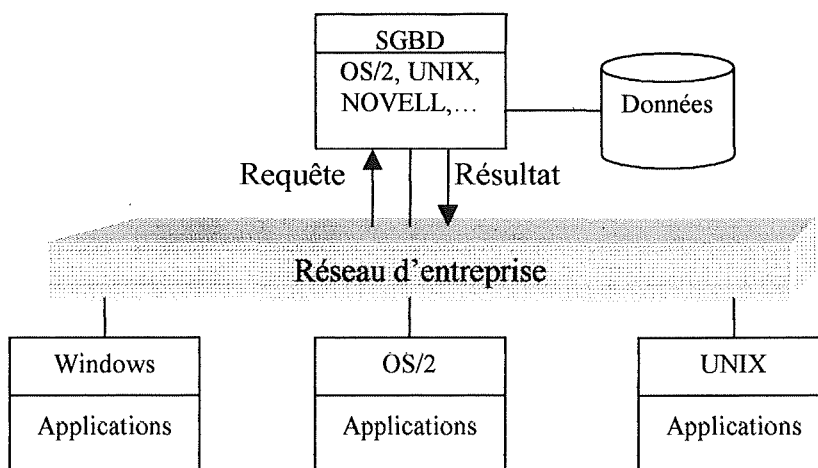 SGBD
OS/2, UNIX,
NOVELL,...
Données
Requête
Résultat
Réseau d'entreprise
Windows
OS/2
UNIX
Applications
Applications
Applications